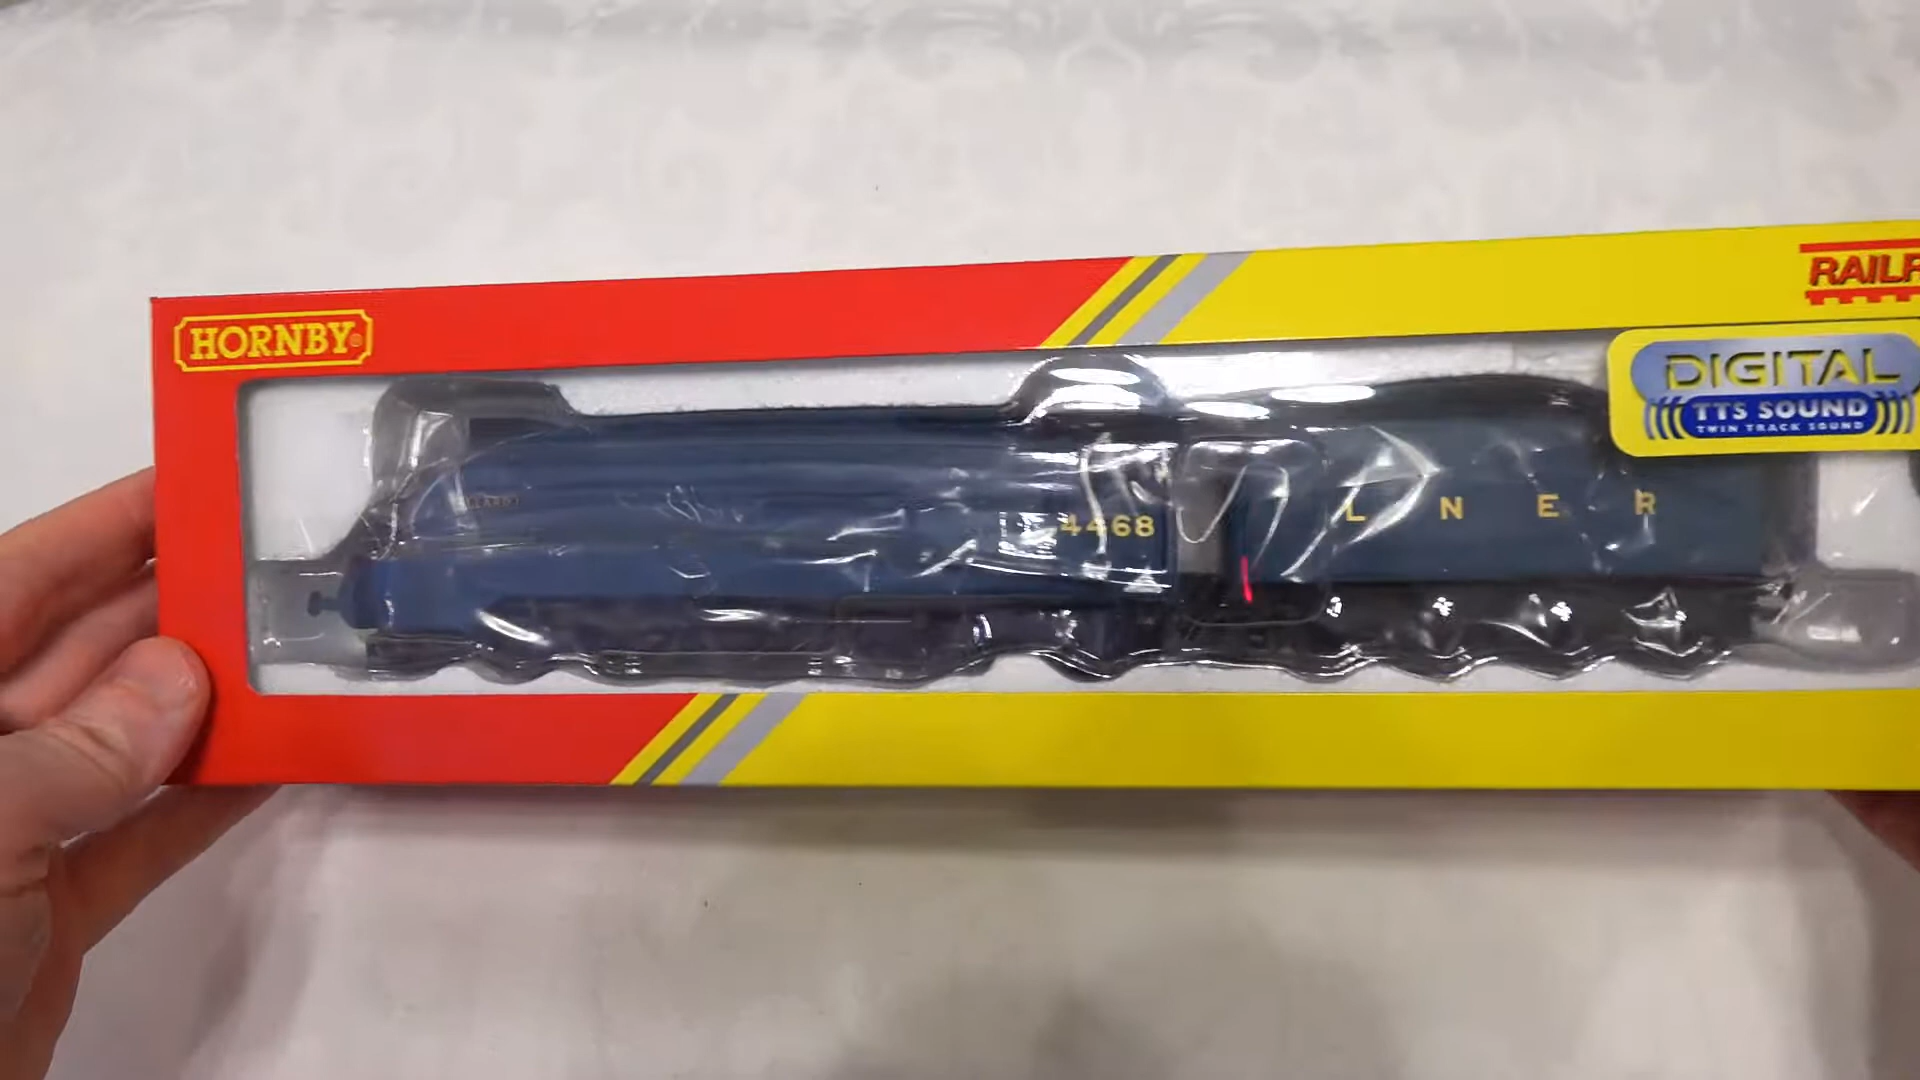 HORNBY
RAILR
DIGITAL
TTS SOUND
TWIN TRACK SOUND
4468
L N E R